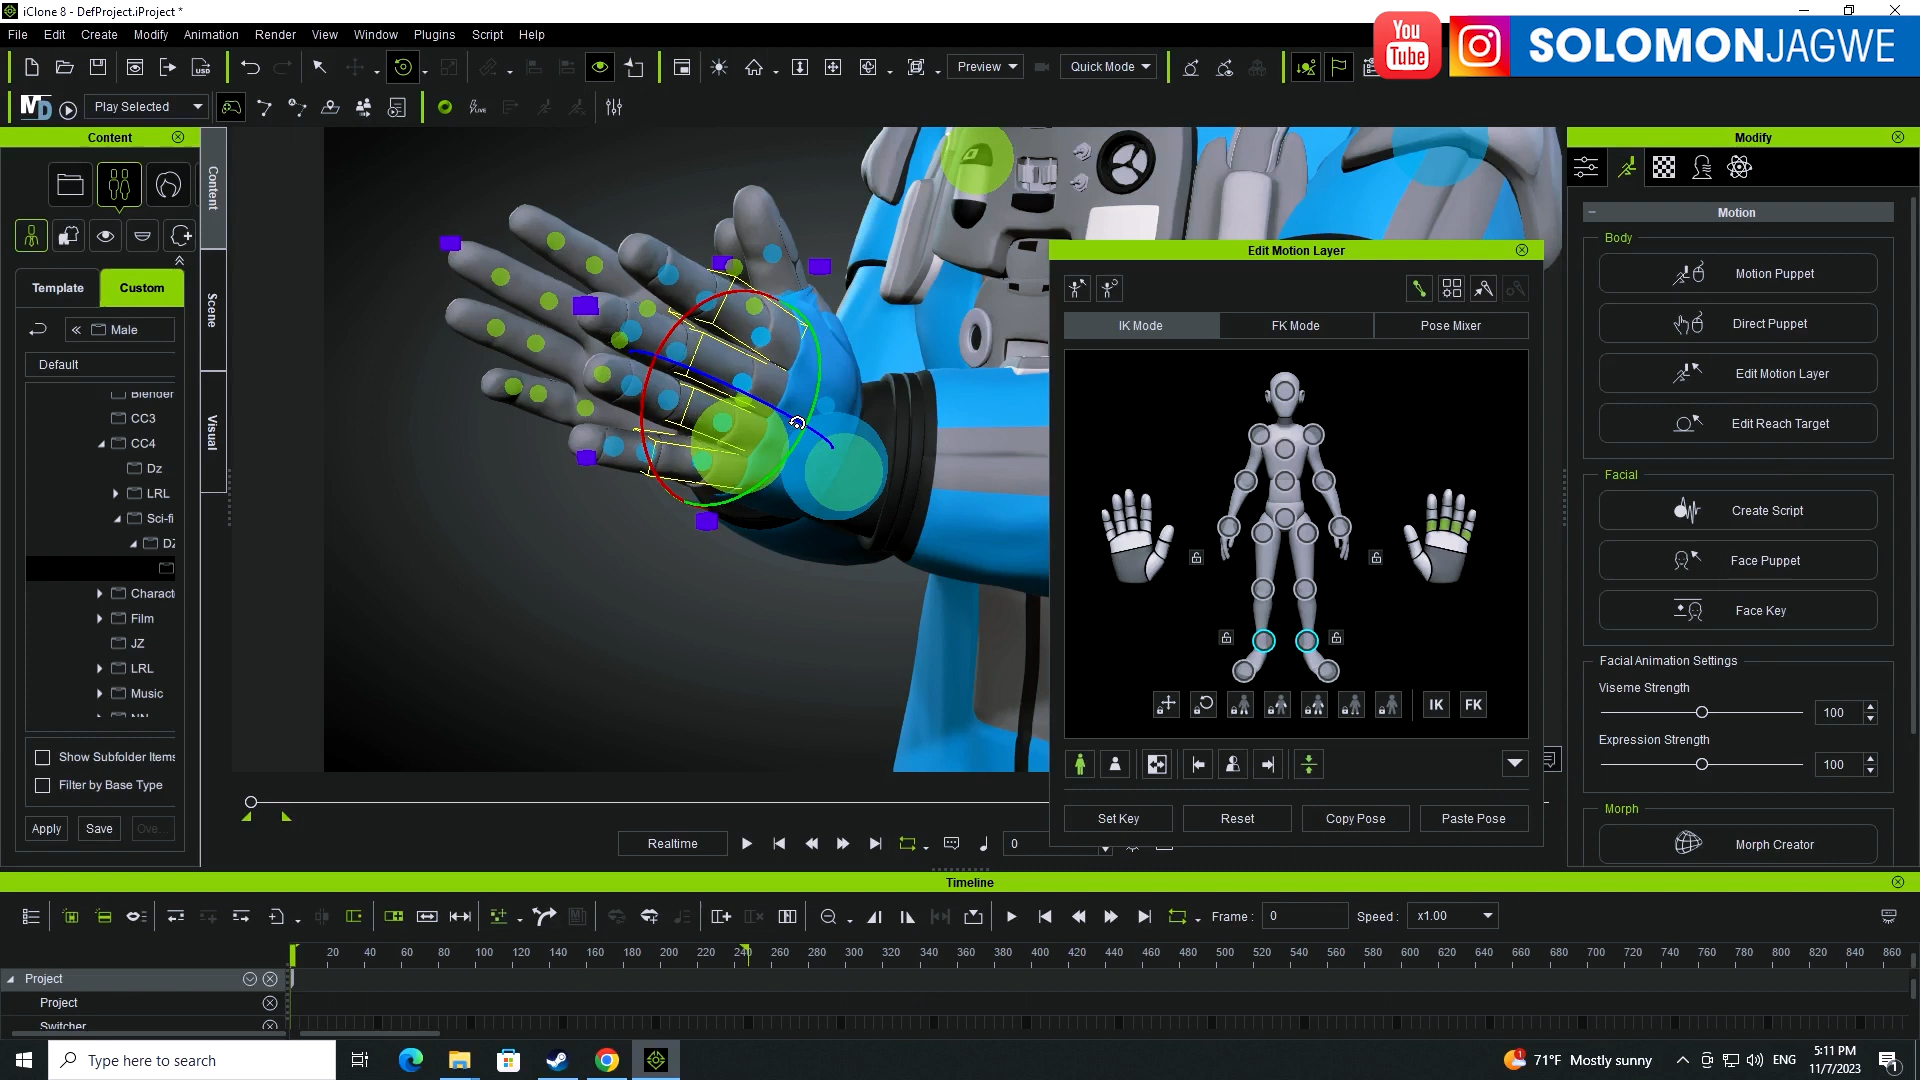 iClone 8 - DefProject.iProject *
File Edit Create Modify Animation Render View Window Plugins Script Help
You
Tube
SOLOMONJAGWE
Preview
Quick Mode
MD
Play Selected
LIVE
Content
Modify
Content
Scene
Visual
Template
Custom
Male
Default
Blender
CC3
CC4
Dz
LRL
Sci-fi
DZ
Charact
Film
JZ
LRL
Music
Show Subfolder Items
Filter by Base Type
Apply
Save
Ove...
Edit Motion Layer
IK Mode
FK Mode
Pose Mixer
IK
FK
Set Key
Reset
Copy Pose
Paste Pose
Motion
Body
Motion Puppet
Direct Puppet
Edit Motion Layer
Edit Reach Target
Facial
Create Script
Face Puppet
Face Key
Facial Animation Settings
Viseme Strength
100
Expression Strength
100
Morph
Morph Creator
Realtime
0
Timeline
Frame :
0
Speed :
x1.00
20 40 60 80 100 120 140 160 180 200 220 240 260 280 300 320 340 360 380 400 420 440 460 480 500 520 540 560 580 600 620 640 660 680 700 720 740 760 780 800 820 840 860
Project
Project
Switcher
Type here to search
71°F Mostly sunny
ENG
5:11 PM
11/7/2023